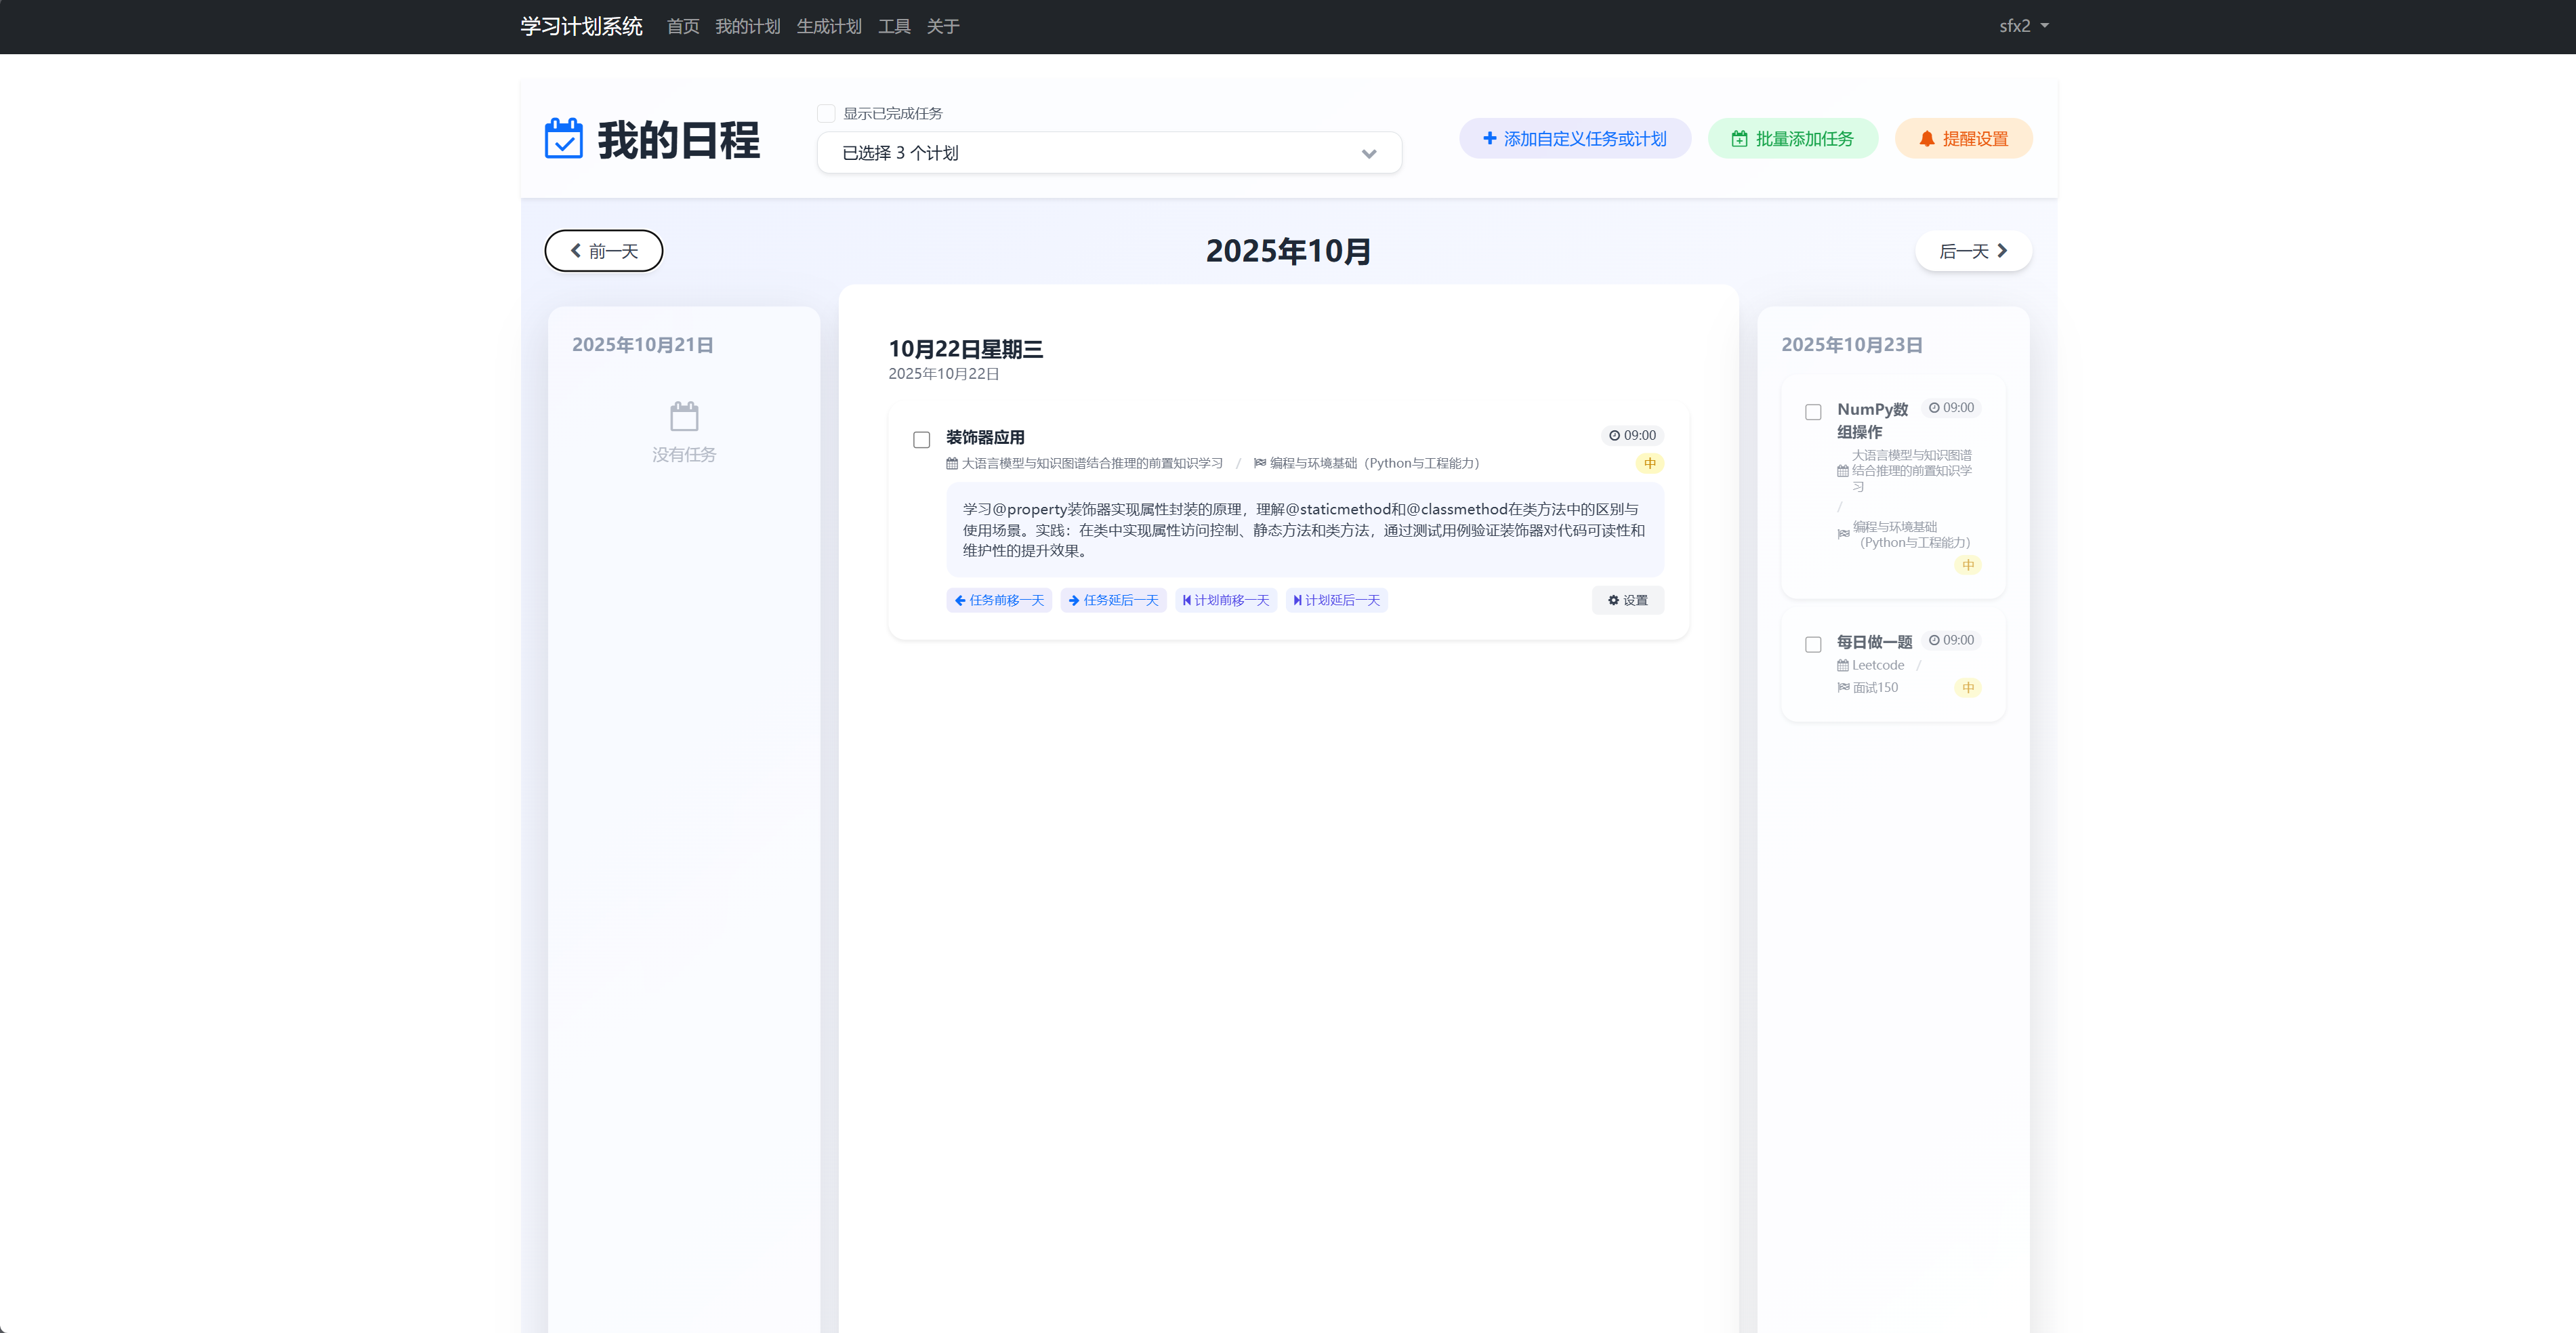 学习计划系统 首页 我的计划 生成计划 工具 关于 sfx2
我的日程
显示已完成任务
已选择 3 个计划
添加自定义任务或计划 批量添加任务 提醒设置
前一天 2025年10月 后一天
2025年10月21日
没有任务
10月22日星期三
2025年10月22日
装饰器应用 09:00
大语言模型与知识图谱结合推理的前置知识学习 / 编程与环境基础（Python与工程能力） 中
学习@property装饰器实现属性封装的原理，理解@staticmethod和@classmethod在类方法中的区别与
使用场景。实践：在类中实现属性访问控制、静态方法和类方法，通过测试用例验证装饰器对代码可读性和
维护性的提升效果。
任务前移一天 任务延后一天 计划前移一天 计划延后一天 设置
2025年10月23日
NumPy数 09:00
组操作
大语言模型与知识图谱
结合推理的前置知识学
习
/
编程与环境基础
（Python与工程能力）
中
每日做一题 09:00
Leetcode /
面试150 中